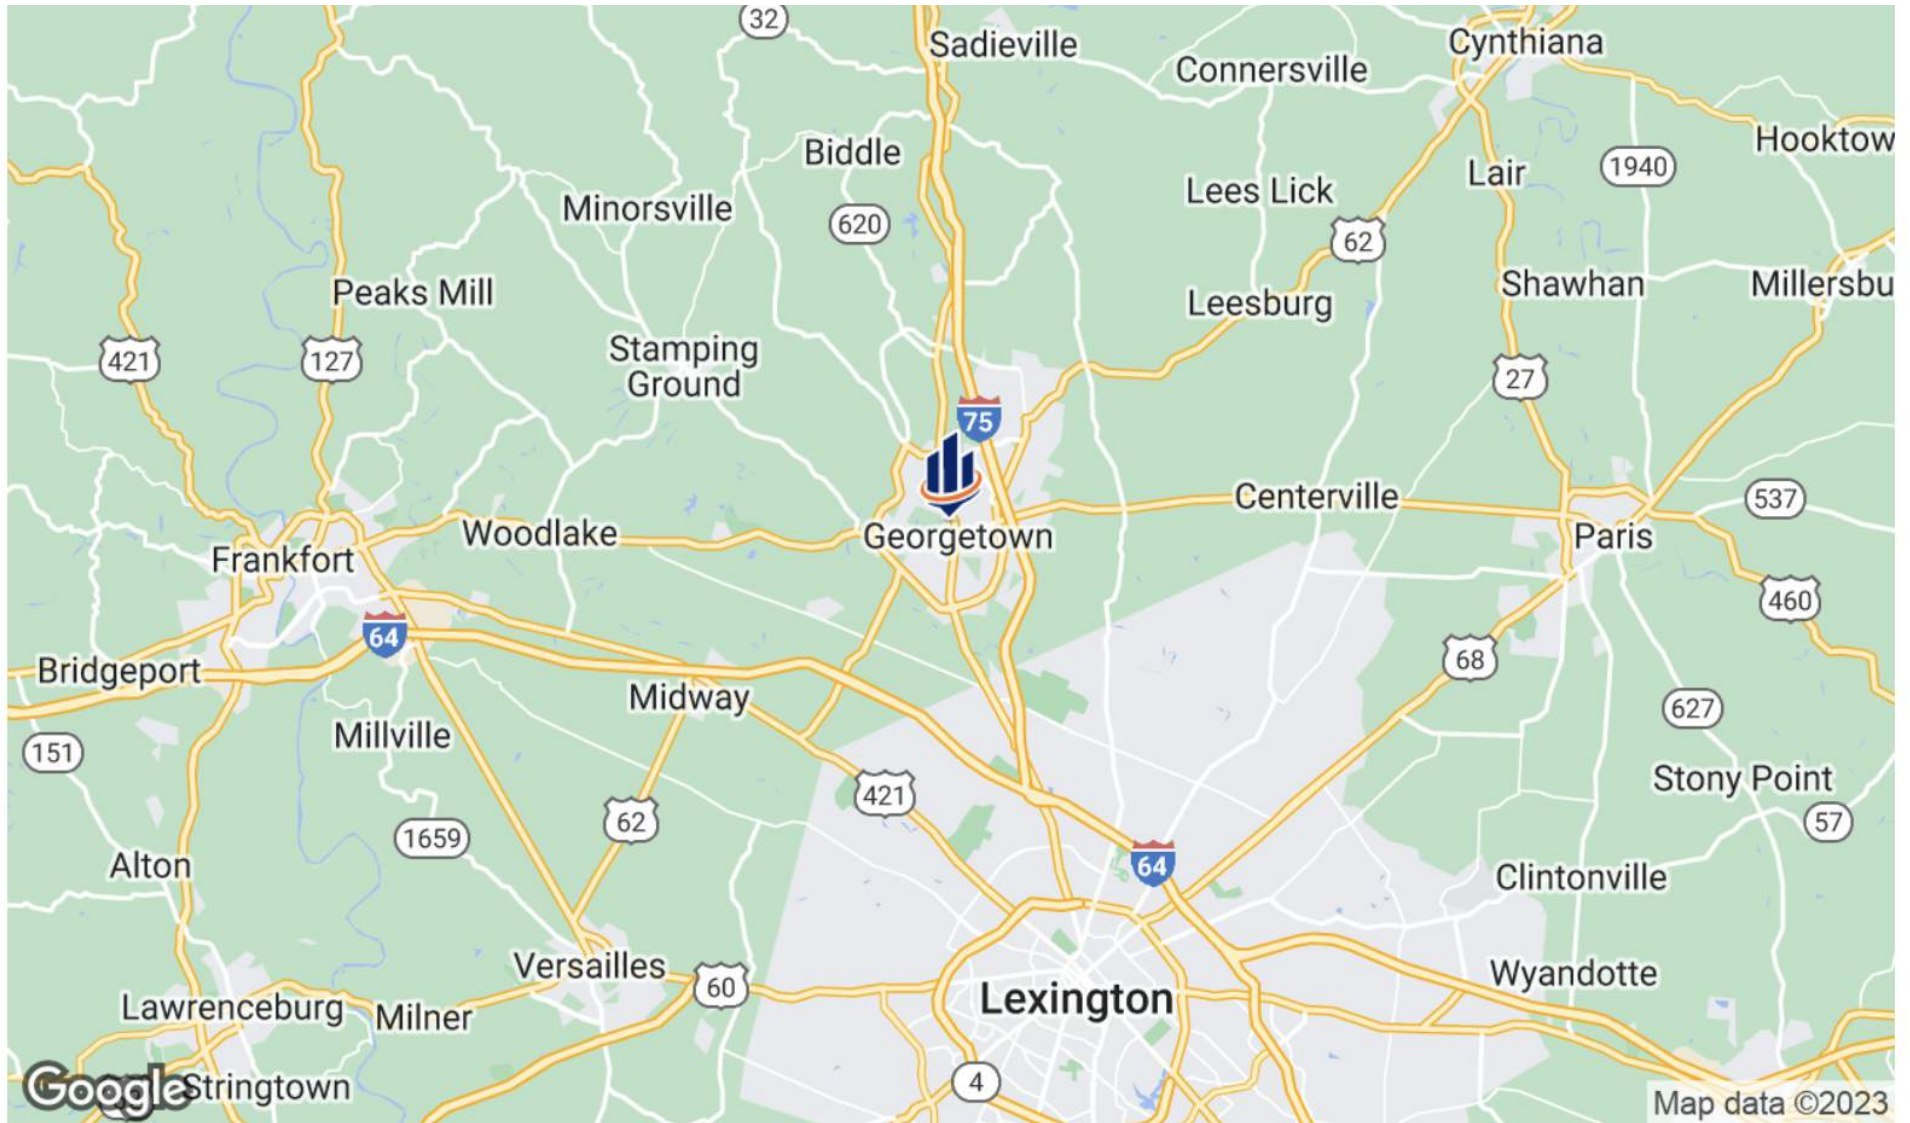 32
Sadieville
Cynthiana
Connersville
Biddle
Hooktow
1940
Lair
Lees Lick
Minorsville
620
62
Peaks Mill
Shawhan
Millersbu
Leesburg
421
127
Stamping
Ground
27
75
Centerville
537
Woodlake
Georgetown
Paris
Frankfort
460
64
Bridgeport
68
Midway
627
Millville
151
Stony Point
421
62
57
1659
Alton
64
Clintonville
Versailles
Wyandotte
60
Lexington
Lawrenceburg
Milner
4
Google
Stringtown
Map data ©2023